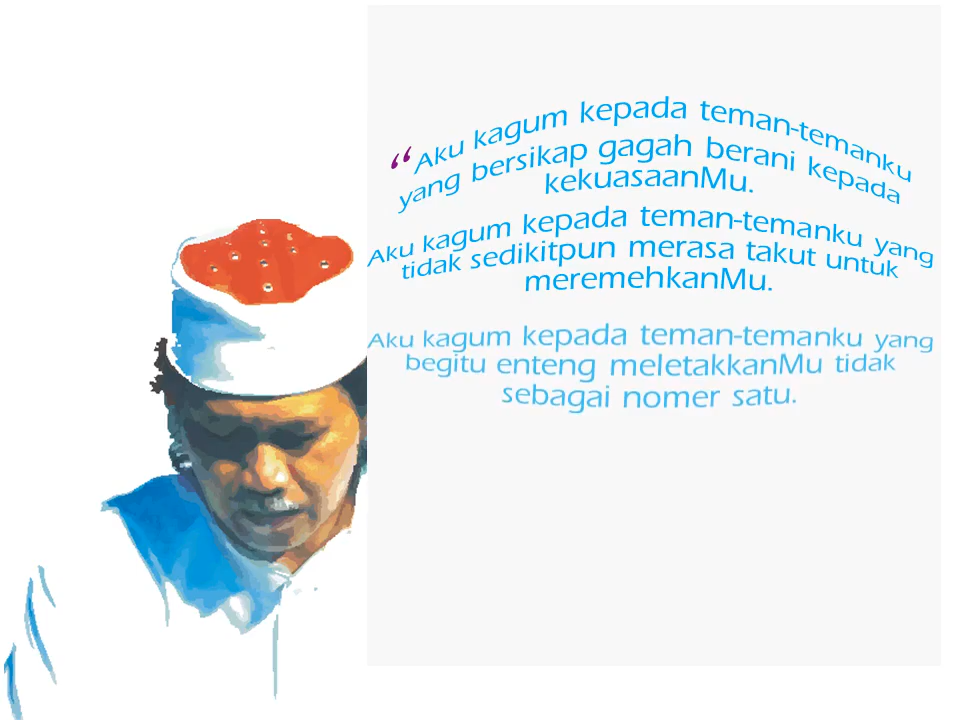 “Aku kagum kepada teman-temanku
yang bersikap gagah berani kepada
kekuasaanMu.
Aku kagum kepada teman-temanku yang
tidak sedikitpun merasa takut untuk
meremehkanMu.
Aku kagum kepada teman-temanku yang
begitu enteng meletakkanMu tidak
sebagai nomer satu.